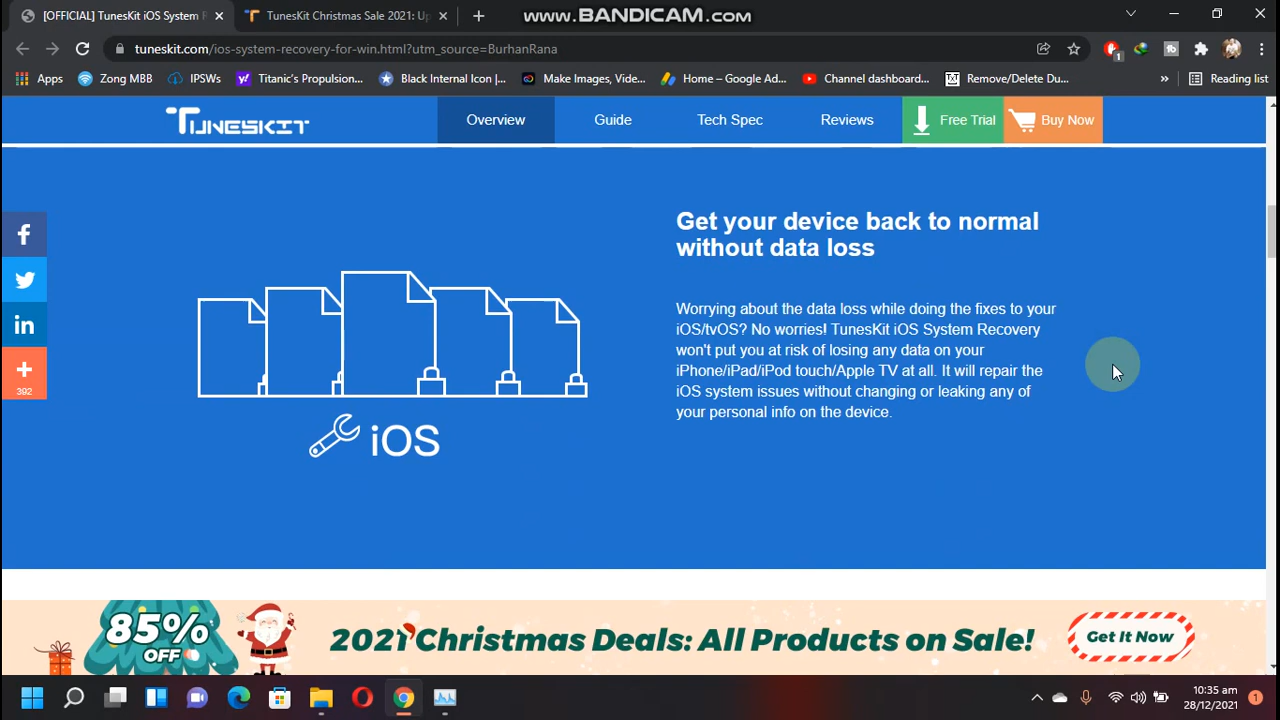 [OFFICIAL] TunesKit iOS System R
TunesKit Christmas Sale 2021: Up
www.BANDICAM.com
tuneskit.com/ios-system-recovery-for-win.html?utm_source=BurhanRana
1
Apps
Zong MBB
IPSWs
Titanic's Propulsion...
Black Internal Icon |...
Make Images, Vide...
Home – Google Ad...
Channel dashboard...
Remove/Delete Du...
»
Reading list
TUNESKIT
Overview
Guide
Tech Spec
Reviews
Free Trial
Buy Now
Get your device back to normal
without data loss
Worrying about the data loss while doing the fixes to your
iOS/tvOS? No worries! TunesKit iOS System Recovery
won't put you at risk of losing any data on your
iPhone/iPad/iPod touch/Apple TV at all. It will repair the
iOS system issues without changing or leaking any of
your personal info on the device.
iOS
392
85%
OFF
2021 Christmas Deals: All Products on Sale!
Get It Now
10:35 am
28/12/2021
1